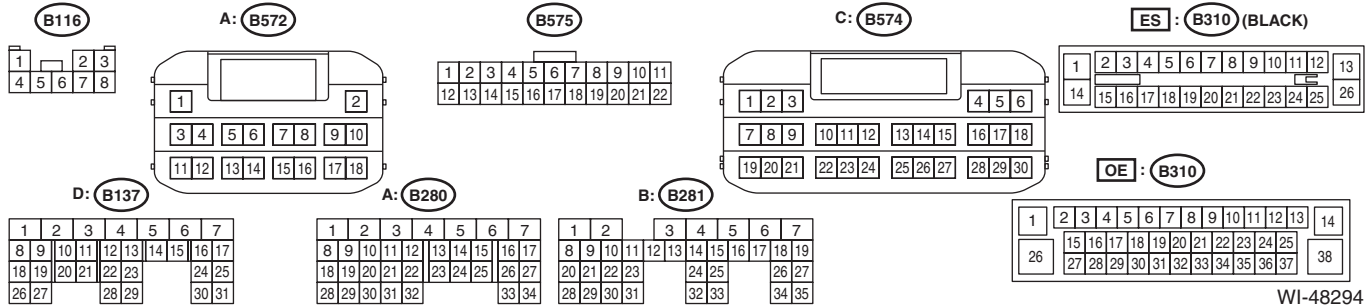 B116
1 2 3
4 5 6 7 8
A: B572
1 2
3 4 5 6 7 8 9 10
11 12 13 14 15 16 17 18
B575
1 2 3 4 5 6 7 8 9 10 11
12 13 14 15 16 17 18 19 20 21 22
C: B574
1 2 3 4 5 6
7 8 9 10 11 12 13 14 15 16 17 18
19 20 21 22 23 24 25 26 27 28 29 30
ES : B310 (BLACK)
1 2 3 4 5 6 7 8 9 10 11 12 13
14 15 16 17 18 19 20 21 22 23 24 25 26
D: B137
1 2 3 4 5 6 7
8 9 10 11 12 13 14 15 16 17
18 19 20 21 22 23 24 25
26 27 28 29 30 31
A: B280
1 2 3 4 5 6 7
8 9 10 11 12 13 14 15 16 17
18 19 20 21 22 23 24 25 26 27
28 29 30 31 32 33 34
B: B281
1 2 3 4 5 6 7
8 9 10 11 12 13 14 15 16 17 18 19
20 21 22 23 24 25 26 27
28 29 30 31 32 33 34 35
OE : B310
1 2 3 4 5 6 7 8 9 10 11 12 13 14
15 16 17 18 19 20 21 22 23 24 25
26 27 28 29 30 31 32 33 34 35 36 37 38
WI-48294